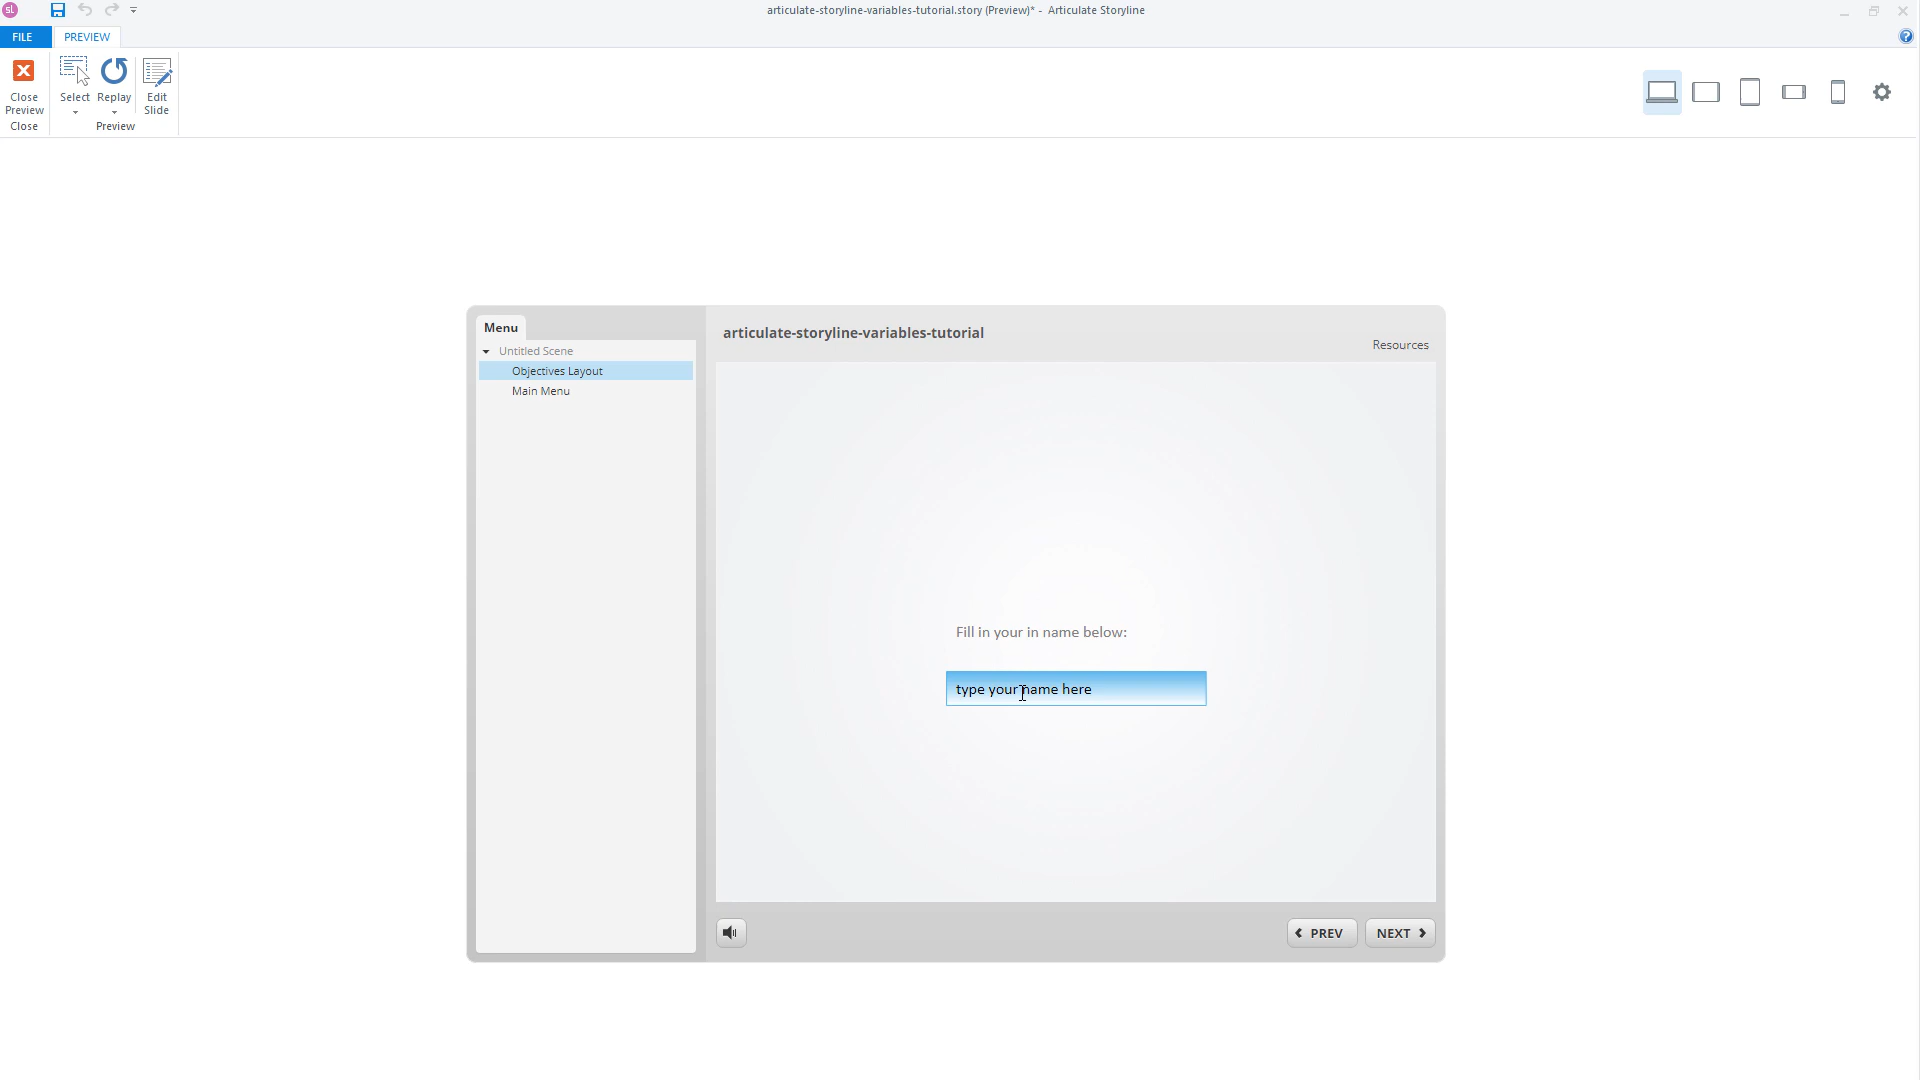 sl
articulate-storyline-variables-tutorial.story (Preview)* - Articulate Storyline
FILE
PREVIEW
?
Close Preview
Select
Replay
Edit Slide
Close
Preview
Menu
Untitled Scene
Objectives Layout
Main Menu
articulate-storyline-variables-tutorial
Resources
Fill in your in name below:
type your name here
PREV
NEXT